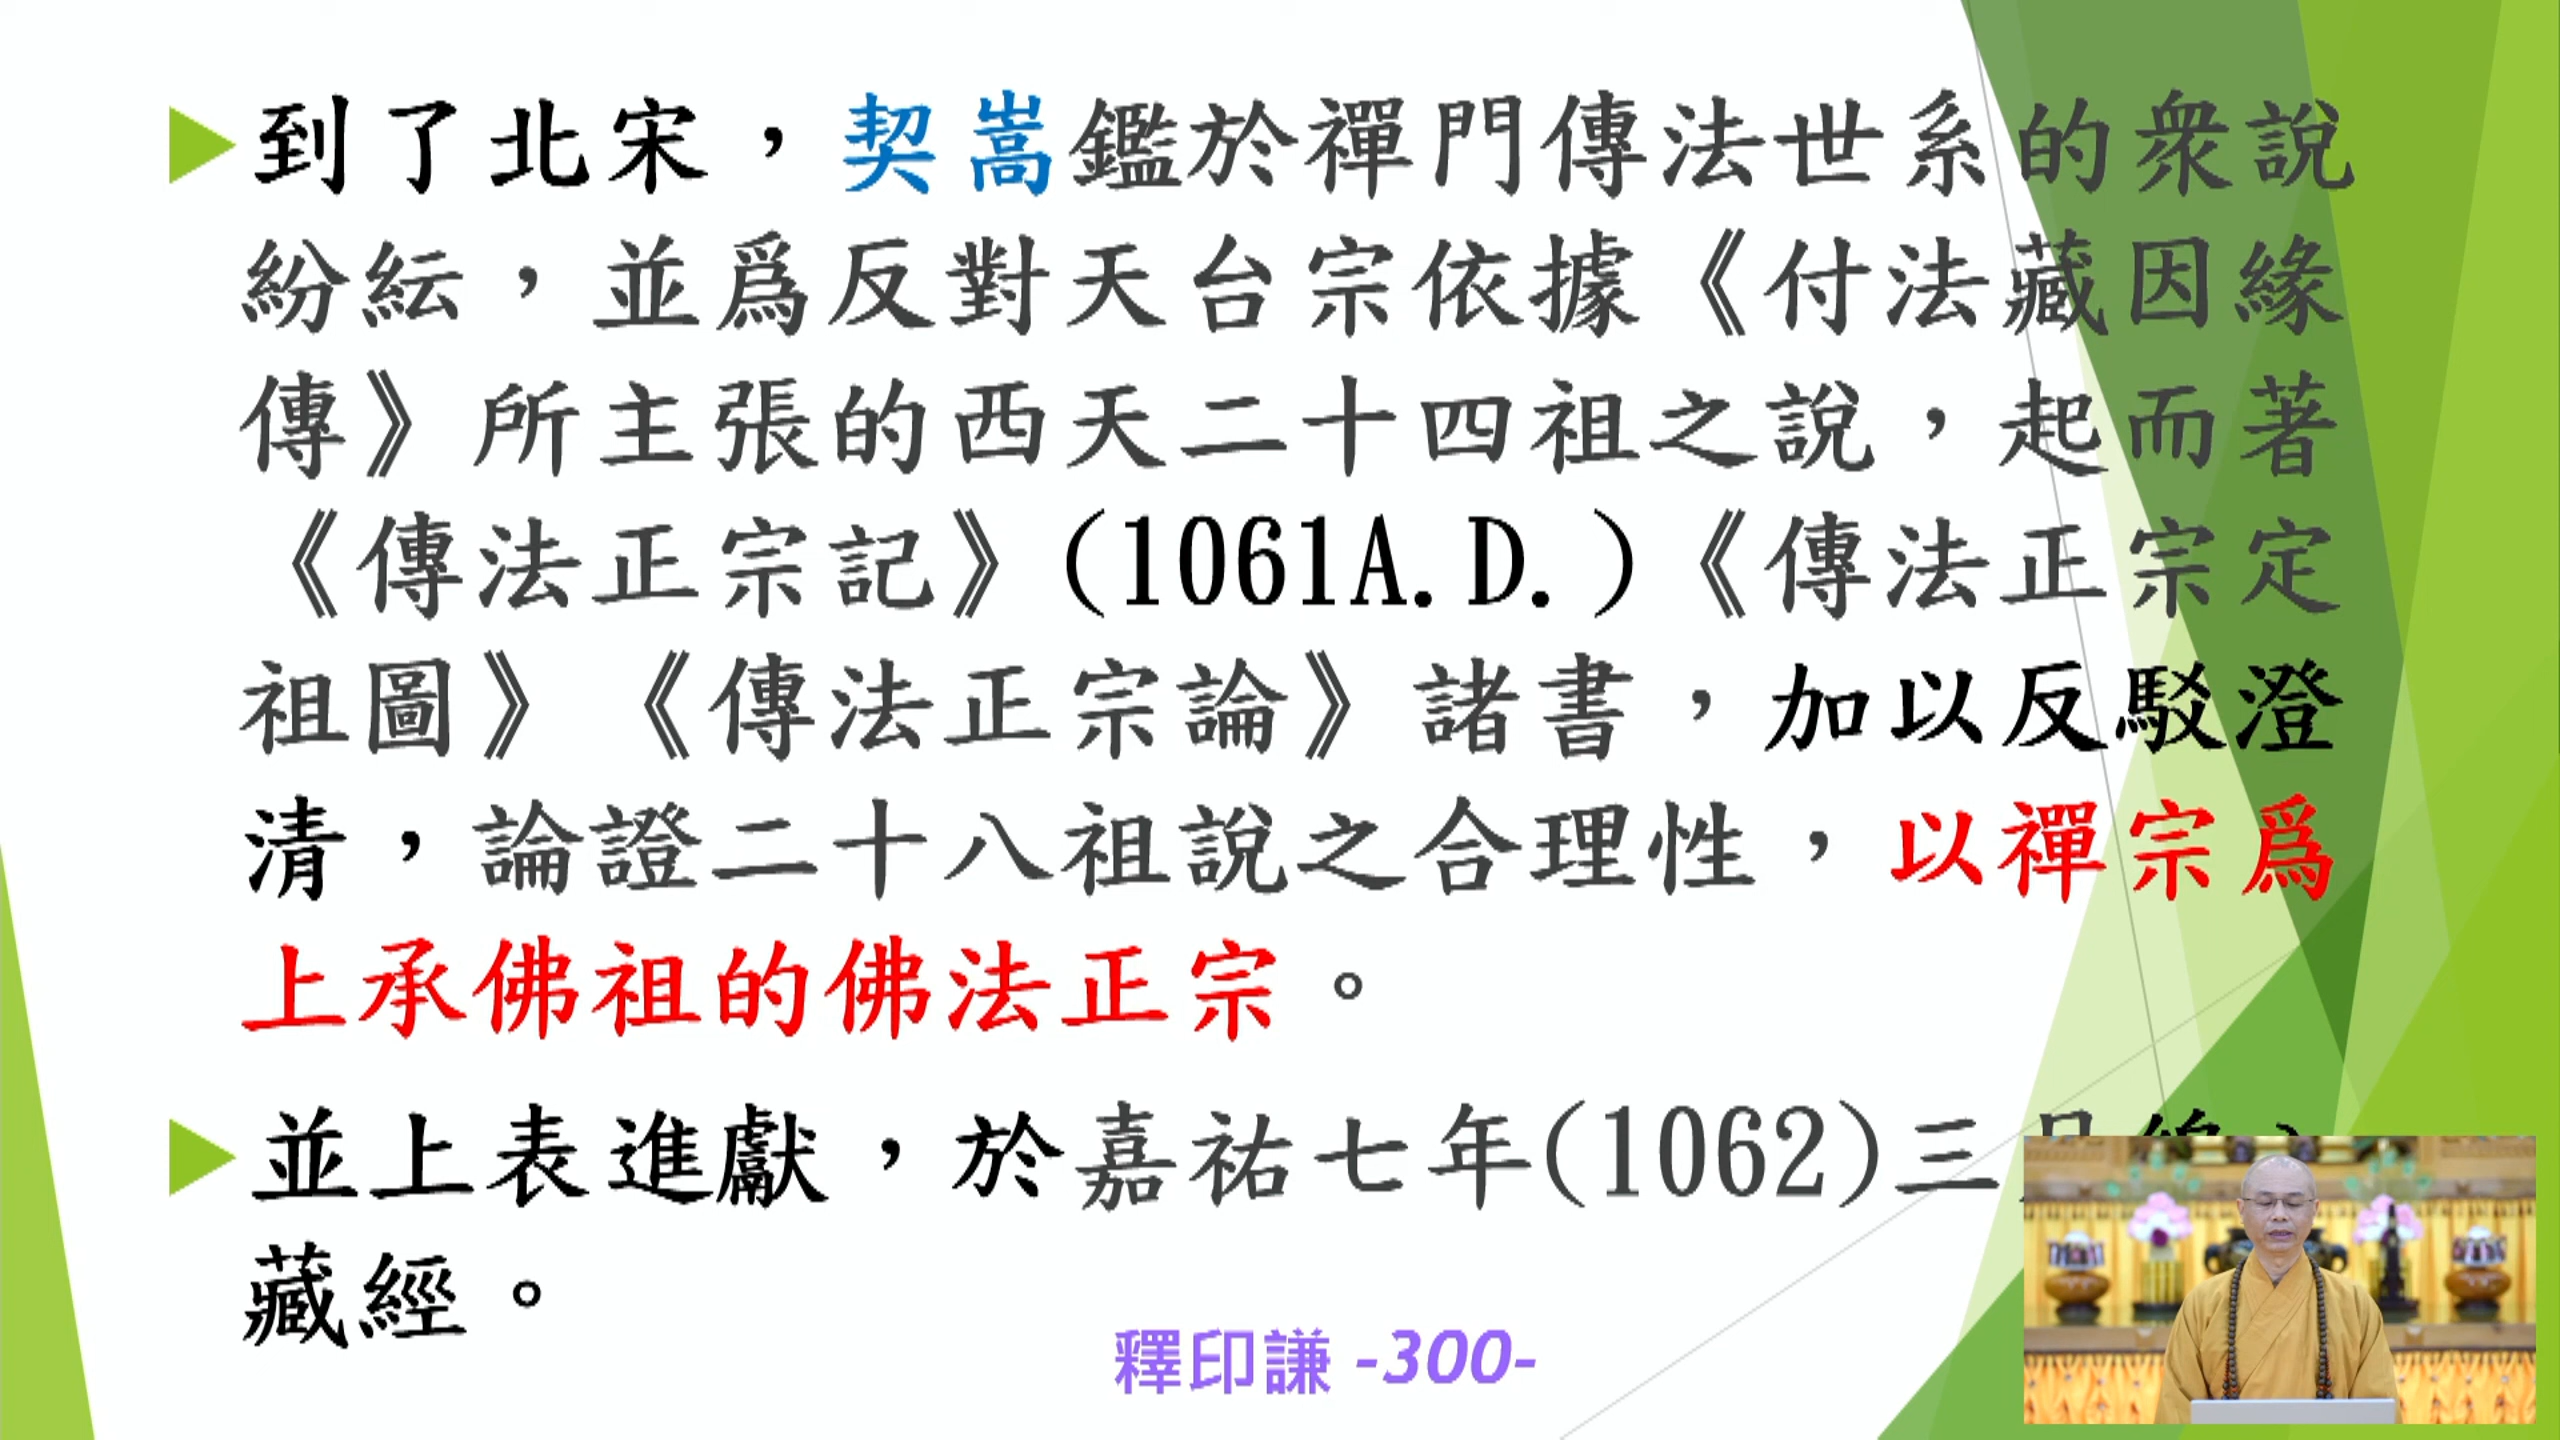 到了北宋，契嵩鑑於禪門傳法世系的衆說
紛紜，並爲反對天台宗依據《付法藏因緣
傳》所主張的西天二十四祖之說，起而著
《傳法正宗記》(1061A.D.)《傳法正宗定
祖圖》《傳法正宗論》諸書，加以反駁澄
清，論證二十八祖說之合理性，以禪宗爲
上承佛祖的佛法正宗。
並上表進獻，於嘉祐七年(1062)三
藏經。
釋印謙 -300-